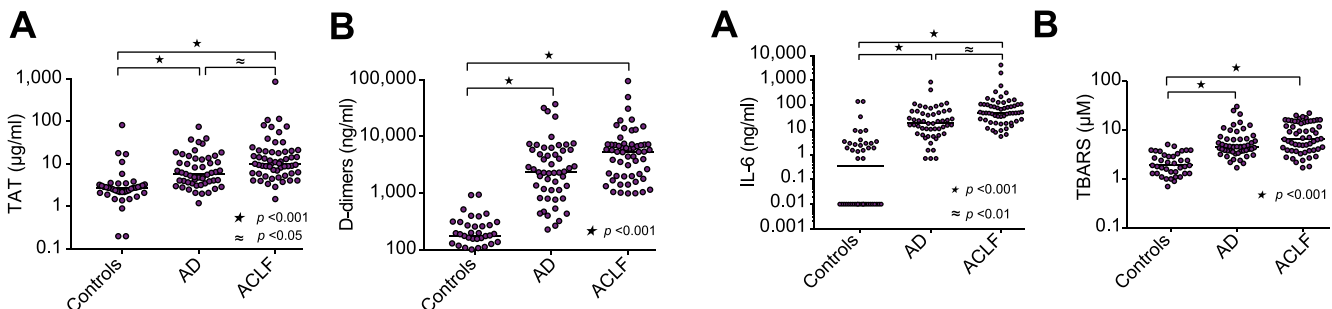 A
TAT (µg/ml)
1,000
100
10
1
0.1
★
★
≈
★ p <0.001
≈ p <0.05
Controls
AD
ACLF
B
D-dimers (ng/ml)
100,000
10,000
1,000
100
★
★
★ p <0.001
Controls
AD
ACLF
A
IL-6 (ng/ml)
10,000
1,000
100
10
1
0.1
0.01
0.001
★
★
≈
★ p <0.001
≈ p <0.01
Controls
AD
ACLF
B
TBARS (µM)
100
10
1
0.1
★
★
★ p <0.001
Controls
AD
ACLF